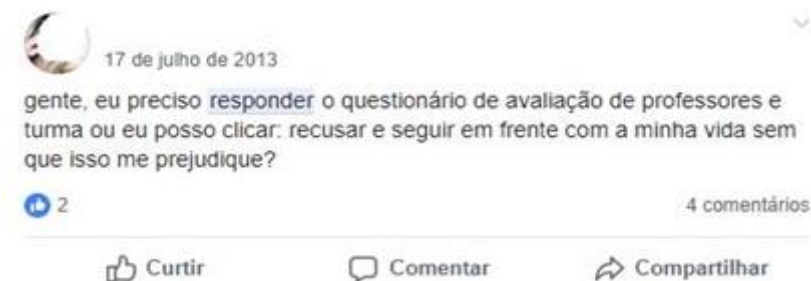 17 de julho de 2013
gente, eu preciso responder o questionário de avaliação de professores e
turma ou eu posso clicar: recusar e seguir em frente com a minha vida sem
que isso me prejudique?
2 4 comentários
Curtir Comentar Compartilhar